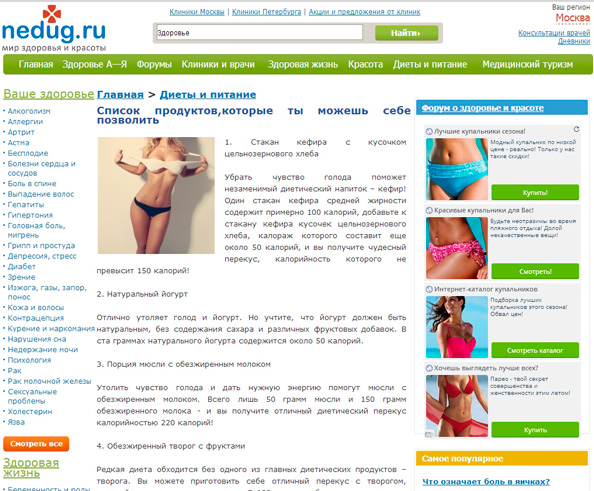 nedug.ru
мир здоровья и красоты
Клиники Москвы | Клиники Петербурга | Акции и предложения от клиник
Здоровье
Найти
Ваш регион
Москва
Консультации врачей
Дневники
Главная Здоровье А—Я Форумы Клиники и врачи Здоровая жизнь Красота Диеты и питание Медицинский туризм
Ваше здоровье
Алкоголизм
Аллергии
Артрит
Астма
Бесплодие
Болезни сердца и
сосудов
Боль в спине
Выпадение волос
Гепатиты
Гипертония
Головная боль,
мигрень
Грипп и простуда
Депрессия, стресс
Диабет
Зрение
Изжога, газы, запор,
понос
Кожа и волосы
Контрацепция
Курение и наркомания
Нарушения сна
Недержание мочи
Психология
Рак
Рак молочной железы
Сексуальные
проблемы
Холестерин
Язва
Смотреть все
Здоровая
жизнь
Беременность и роды
Главная > Диеты и питание
Список продуктов,которые ты можешь себе
позволить
1. Стакан кефира с кусочком
цельнозернового хлеба
Убрать чувство голода поможет
незаменимый диетический напиток – кефир!
Один стакан кефира средней жирности
содержит примерно 100 калорий, добавьте к
стакану кефира кусочек цельнозернового
хлеба, калораж которого составит еще
около 50 калорий, и вы получите чудесный
перекус, калорийность которого не
превысит 150 калорий!
2. Натуральный йогурт
Отлично утоляет голод и йогурт. Но учтите, что йогурт должен быть
натуральным, без содержания сахара и различных фруктовых добавок. В
ста граммах натурального йогурта содержится около 50 калорий.
3. Порция мюсли с обезжиренным молоком
Утолить чувство голода и дать нужную энергию помогут мюсли с
обезжиренным молоком. Всего лишь 50 грамм мюсли и 150 грамм
обезжиренного молока - и вы получите отличный диетический перекус
калорийностью 220 калорий!
4. Обезжиренный творог с фруктами
Редкая диета обходится без одного из главных диетических продуктов –
творога. Вы можете приготовить себе отличный перекус с творогом,
Форум о здоровье и красоте
Лучшие купальники сезона!
Модный купальник по низкой
цене - реально! Только у нас
такие скидки!
Купить!
Красивые купальники для Вас!
Будьте неотразимы во время
пляжного отдыха! Долой
некачественные вещи!
Смотреть!
Интернет-каталог купальников
Подборка лучших
купальников этого сезона!
Обвал цен!
Смотреть каталог
Хочешь выглядеть лучше всех?
Парео - твой секрет
совершенства и
женственности этим летом!
Купить
Самое популярное
Что означает боль в яичках?